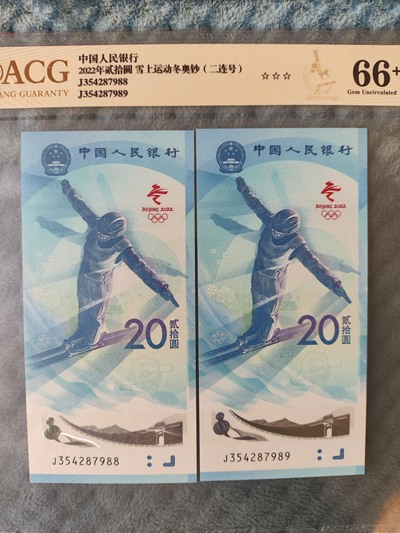 ACG
ANG GUARANTY
中国人民银行
2022年贰拾圆 雪上运动冬奥钞（二连号）
J354287988
J354287989
☆☆☆
66+
Gem Uncirculated
中国人民银行
BEIJING 2022
20
贰拾圆
J354287988
中国人民银行
BEIJING 2022
20
贰拾圆
J354287989